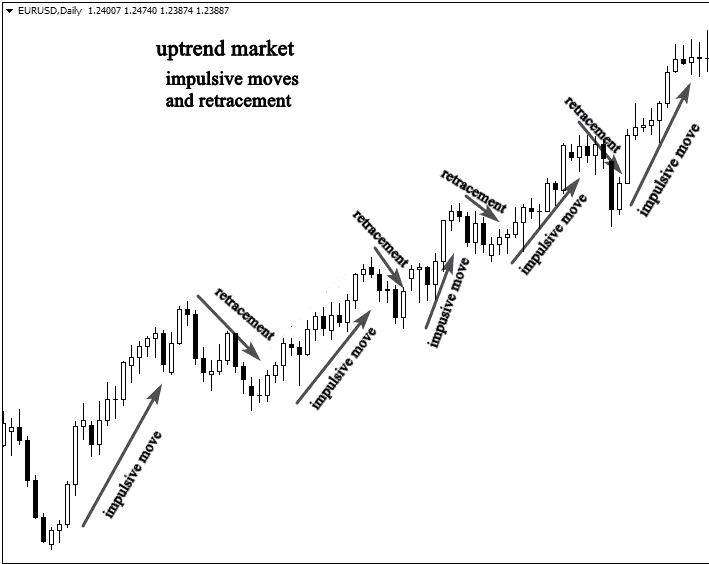 EURUSD,Daily 1.24007 1.24740 1.23874 1.23887
uptrend market
impulsive moves
and retracement
retracement
impulsive move
retracement
retracement
impulsive move
retracement
impulsive move
impusive move
impulsive move
impulsive move